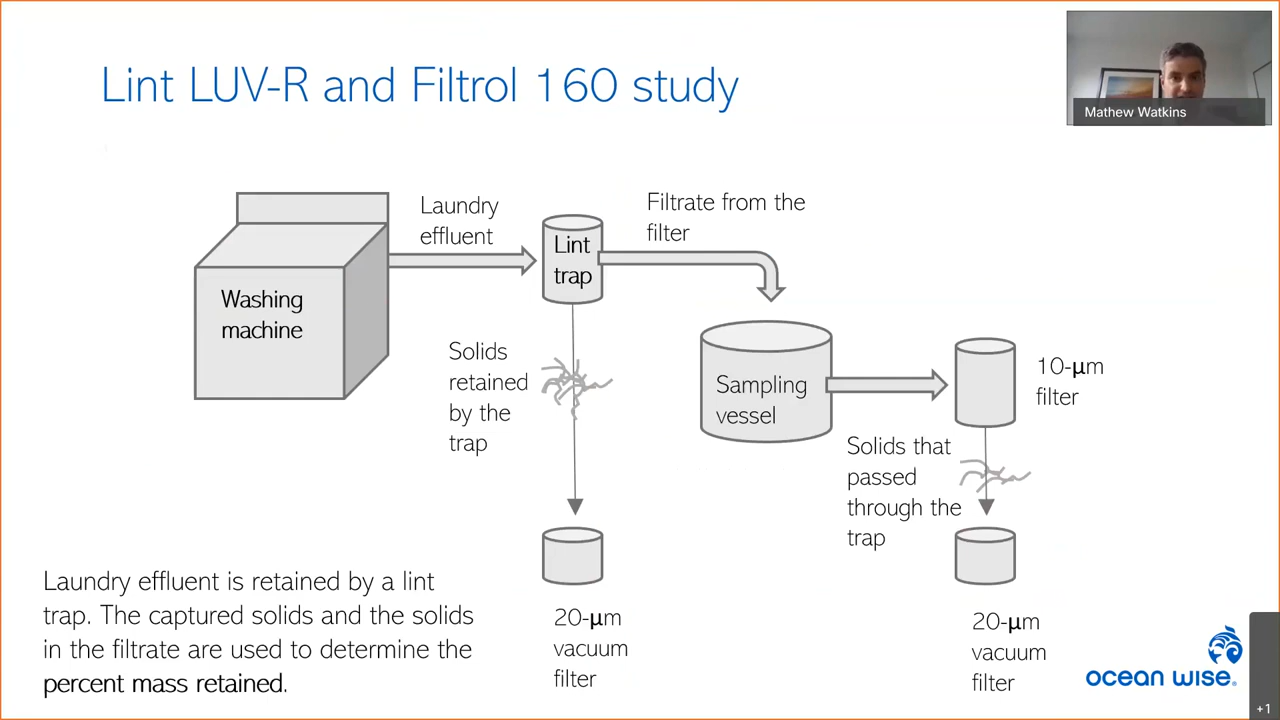 Lint LUV-R and Filtrol 160 study
Mathew Watkins
Laundry
effluent
Filtrate from the
filter
Lint
trap
Washing
machine
Solids
retained
by the
trap
Sampling
vessel
10-µm
filter
Solids that
passed
through the
trap
Laundry effluent is retained by a lint
trap. The captured solids and the solids
in the filtrate are used to determine the
percent mass retained.
20-µm
vacuum
filter
20-µm
vacuum
filter
ocean wise.
+1